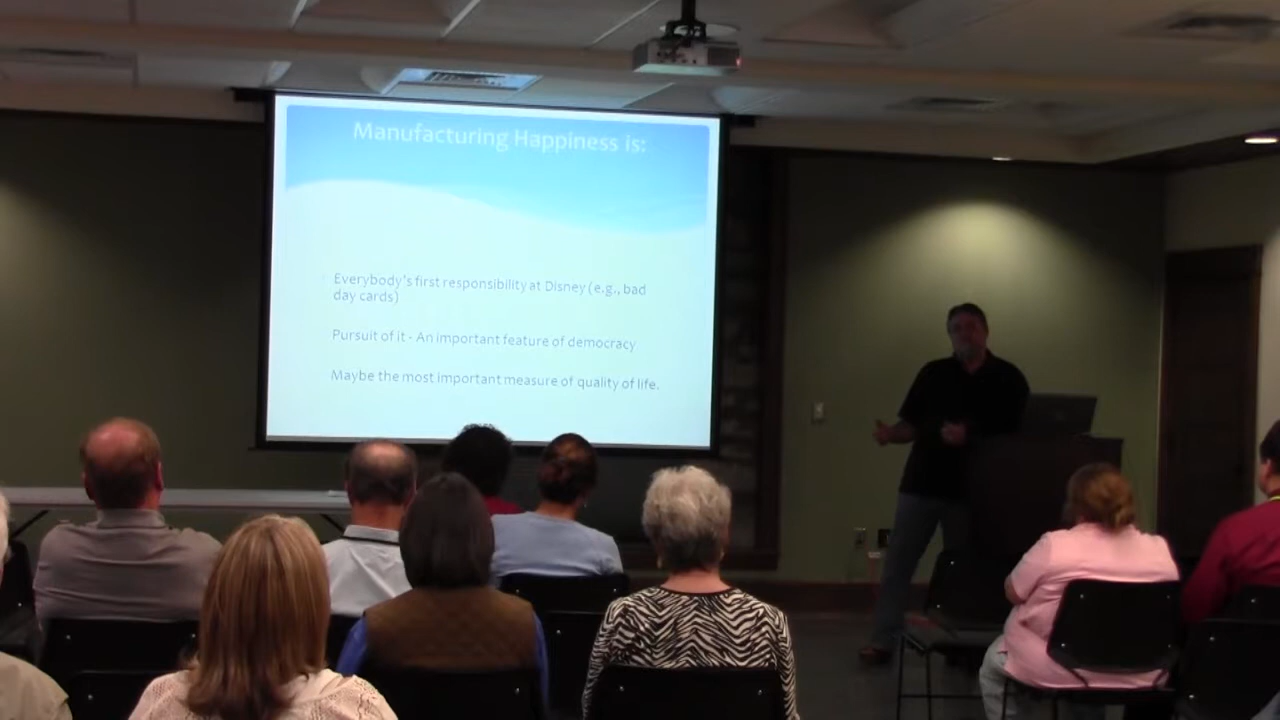 Manufacturing Happiness is:
Everybody's first responsibility at Disney (e.g., bad
day cards)
Pursuit of it - An important feature of democracy
Maybe the most important measure of quality of life.